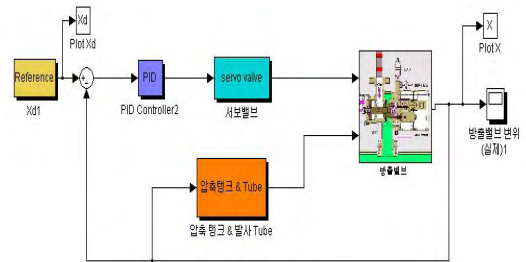 Xd
Plot Xd
X
Plot X
Reference
Xd1
PID
PID Controller2
servo valve
서보밸브
방출밸브
방출밸브 변위
(실제)1
압축탱크 & Tube
압축 탱크 & 발사 Tube